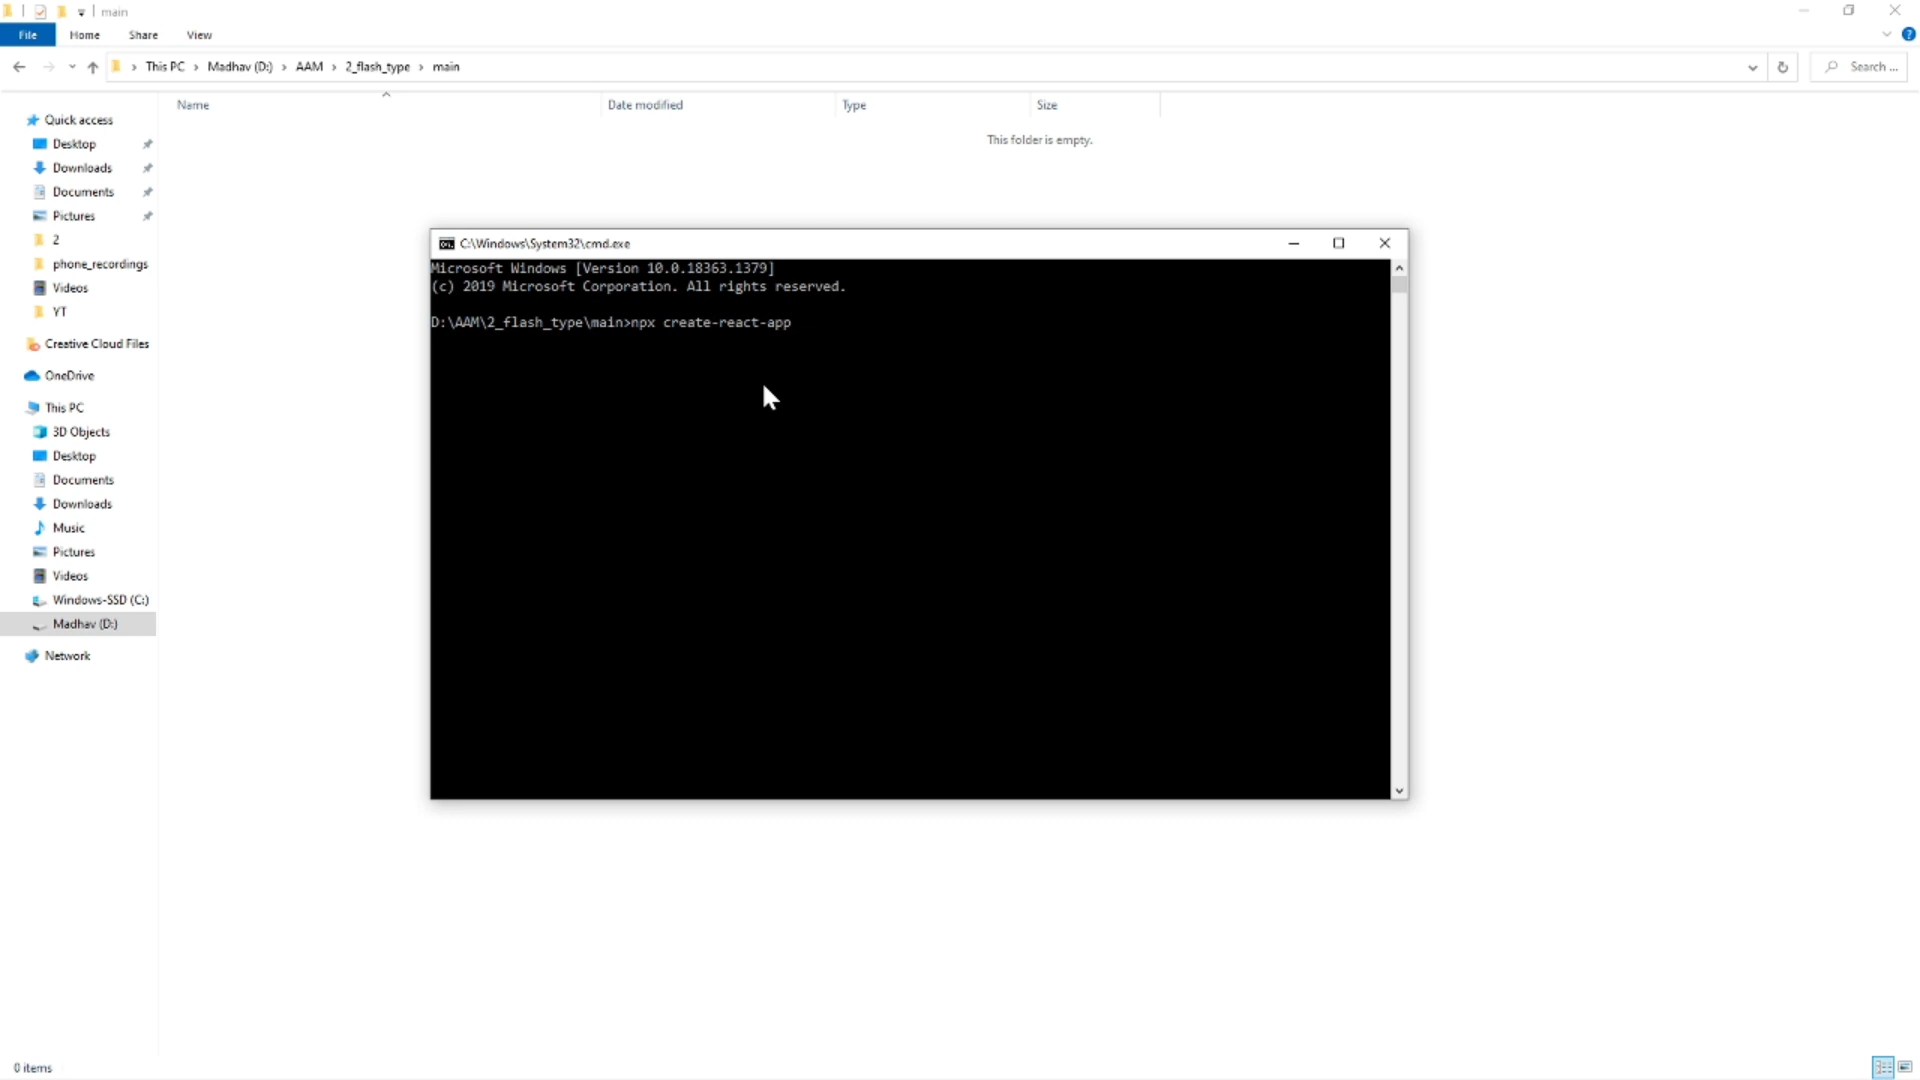 main
File Home Share View
This PC Madhav (D:) AAM 2_flash_type main
Search ...
Name Date modified Type Size
This folder is empty.
Quick access
Desktop
Downloads
Documents
Pictures
2
phone_recordings
Videos
YT
Creative Cloud Files
OneDrive
This PC
3D Objects
Desktop
Documents
Downloads
Music
Pictures
Videos
Windows-SSD (C:)
Madhav (D:)
Network
C:\Windows\System32\cmd.exe
Microsoft Windows [Version 10.0.18363.1379]
(c) 2019 Microsoft Corporation. All rights reserved.
D:\AAM\2_flash_type\main>npx create-react-app
0 items